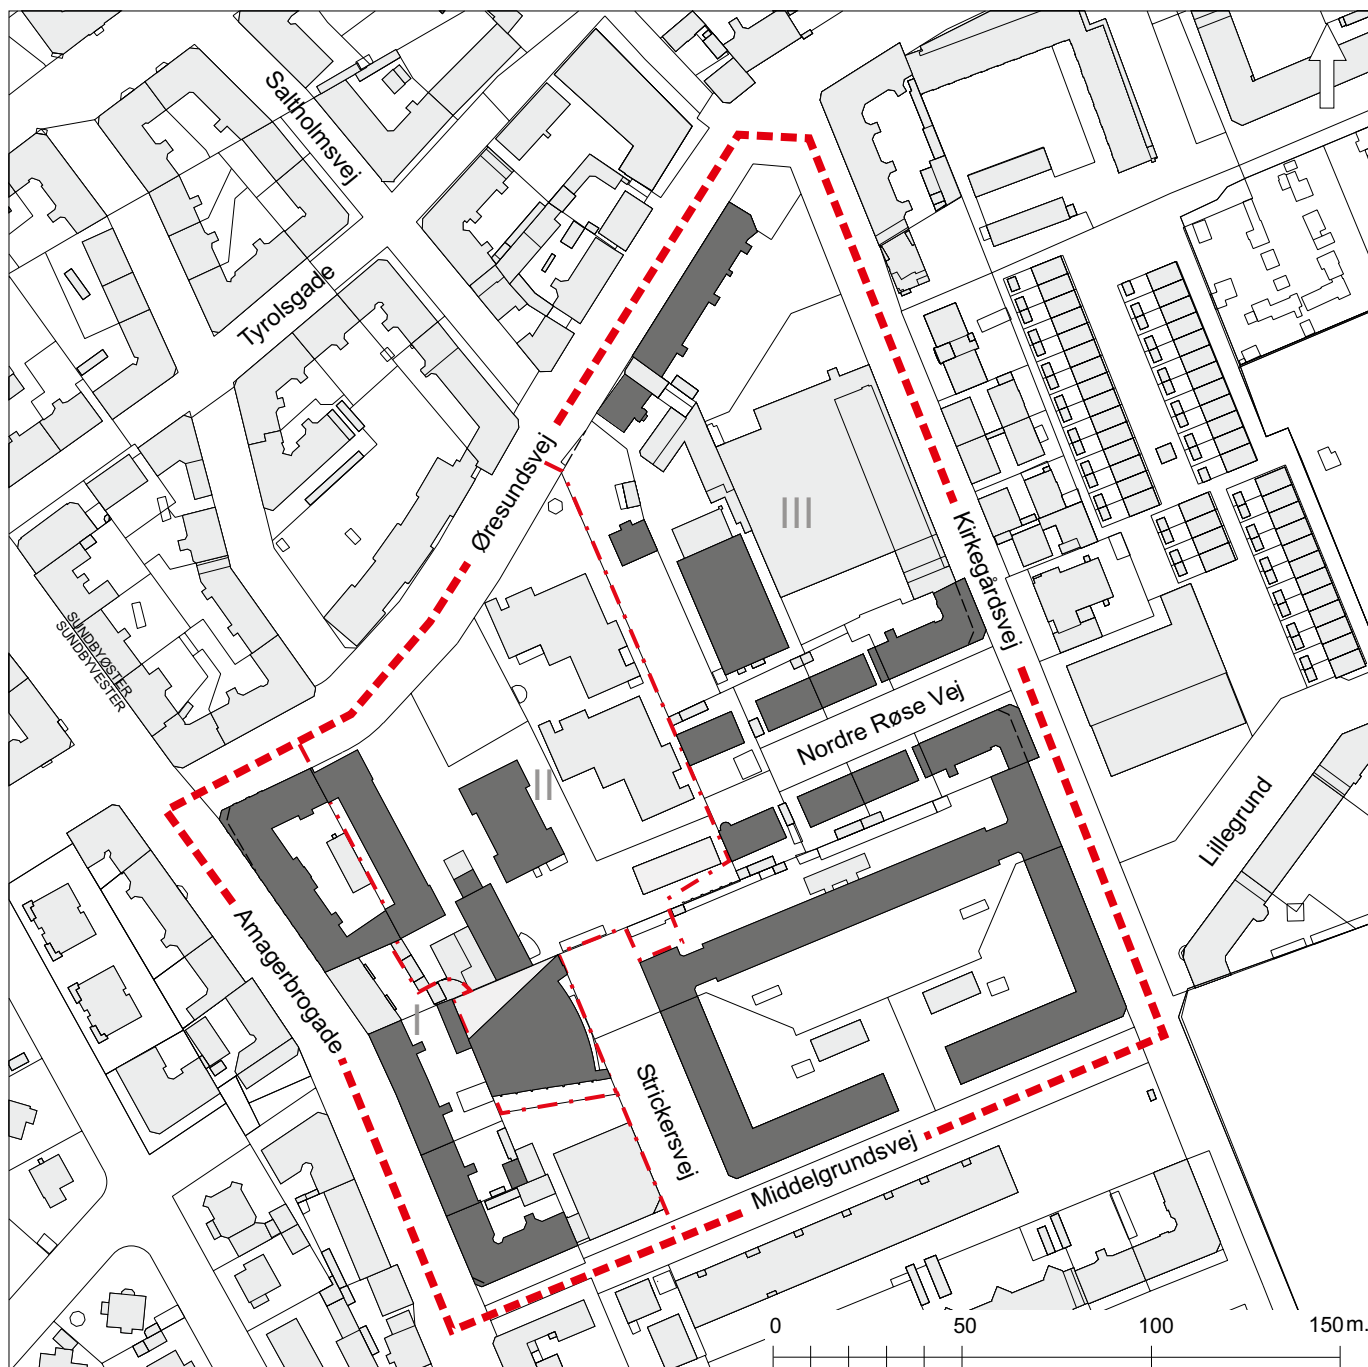 Saltholmsvej
Tyrolsgade
Øresundsvej
III
Kirkegårdsvej
SUNDBYØSTER
SUNDBYVESTER
Nordre Røse Vej
II
Lillegrund
Amagerbrogade
I
Strickersvej
Middelgrundsvej
0 50 100 150 m.